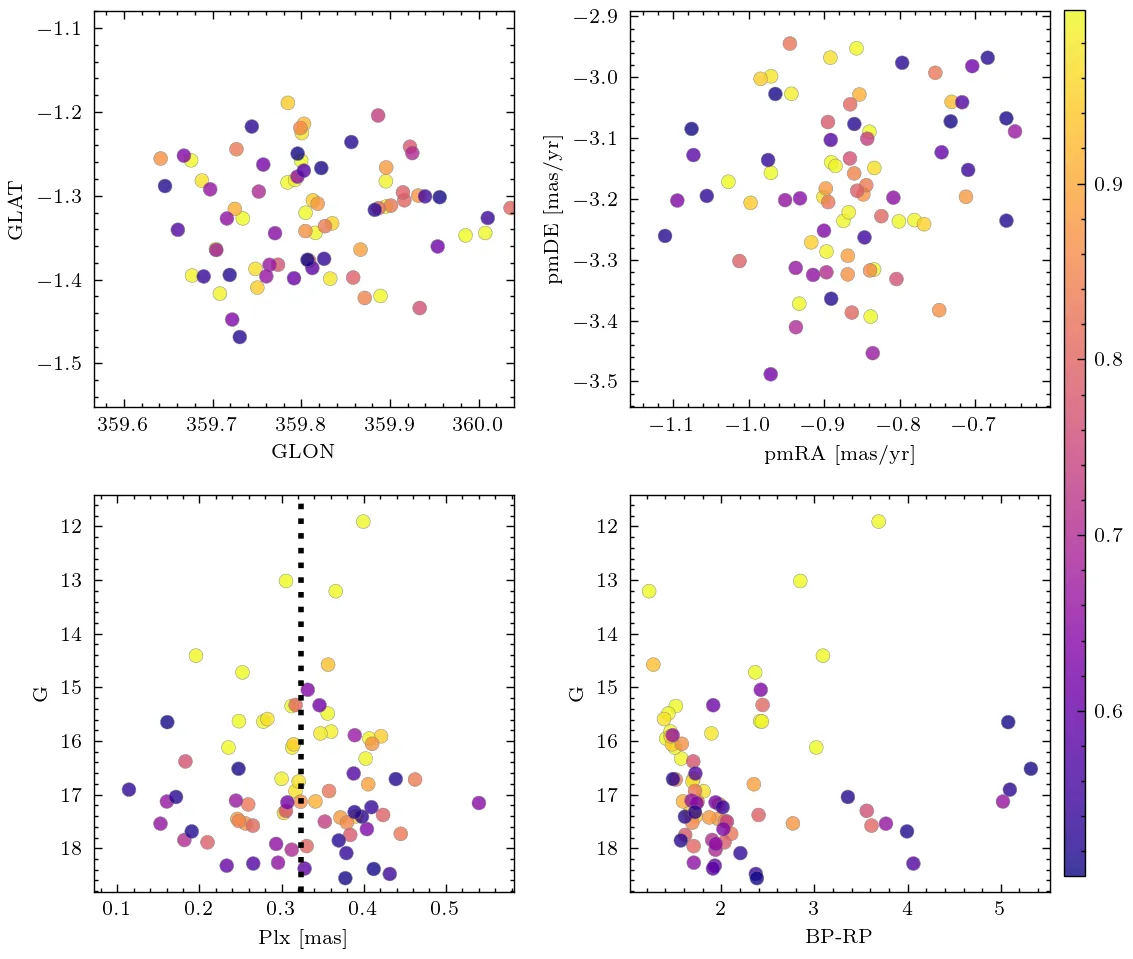 −1.1
−1.2
−1.3
−1.4
−1.5
GLAT
359.6 359.7 359.8 359.9 360.0
GLON
−2.9
−3.0
−3.1
−3.2
−3.3
−3.4
−3.5
pmDE [mas/yr]
−1.1 −1.0 −0.9 −0.8 −0.7
pmRA [mas/yr]
0.9
0.8
0.7
0.6
12
13
14
15
16
17
18
G
0.1 0.2 0.3 0.4 0.5
Plx [mas]
12
13
14
15
16
17
18
G
2 3 4 5
BP-RP